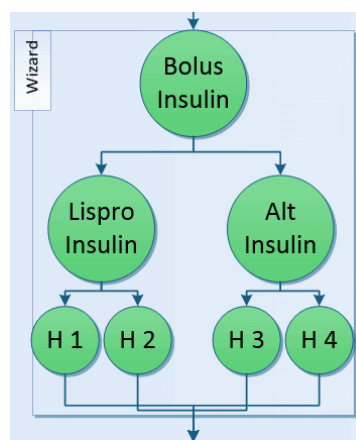 Wizard
Bolus
Insulin
Lispro
Insulin
Alt
Insulin
H 1
H 2
H 3
H 4